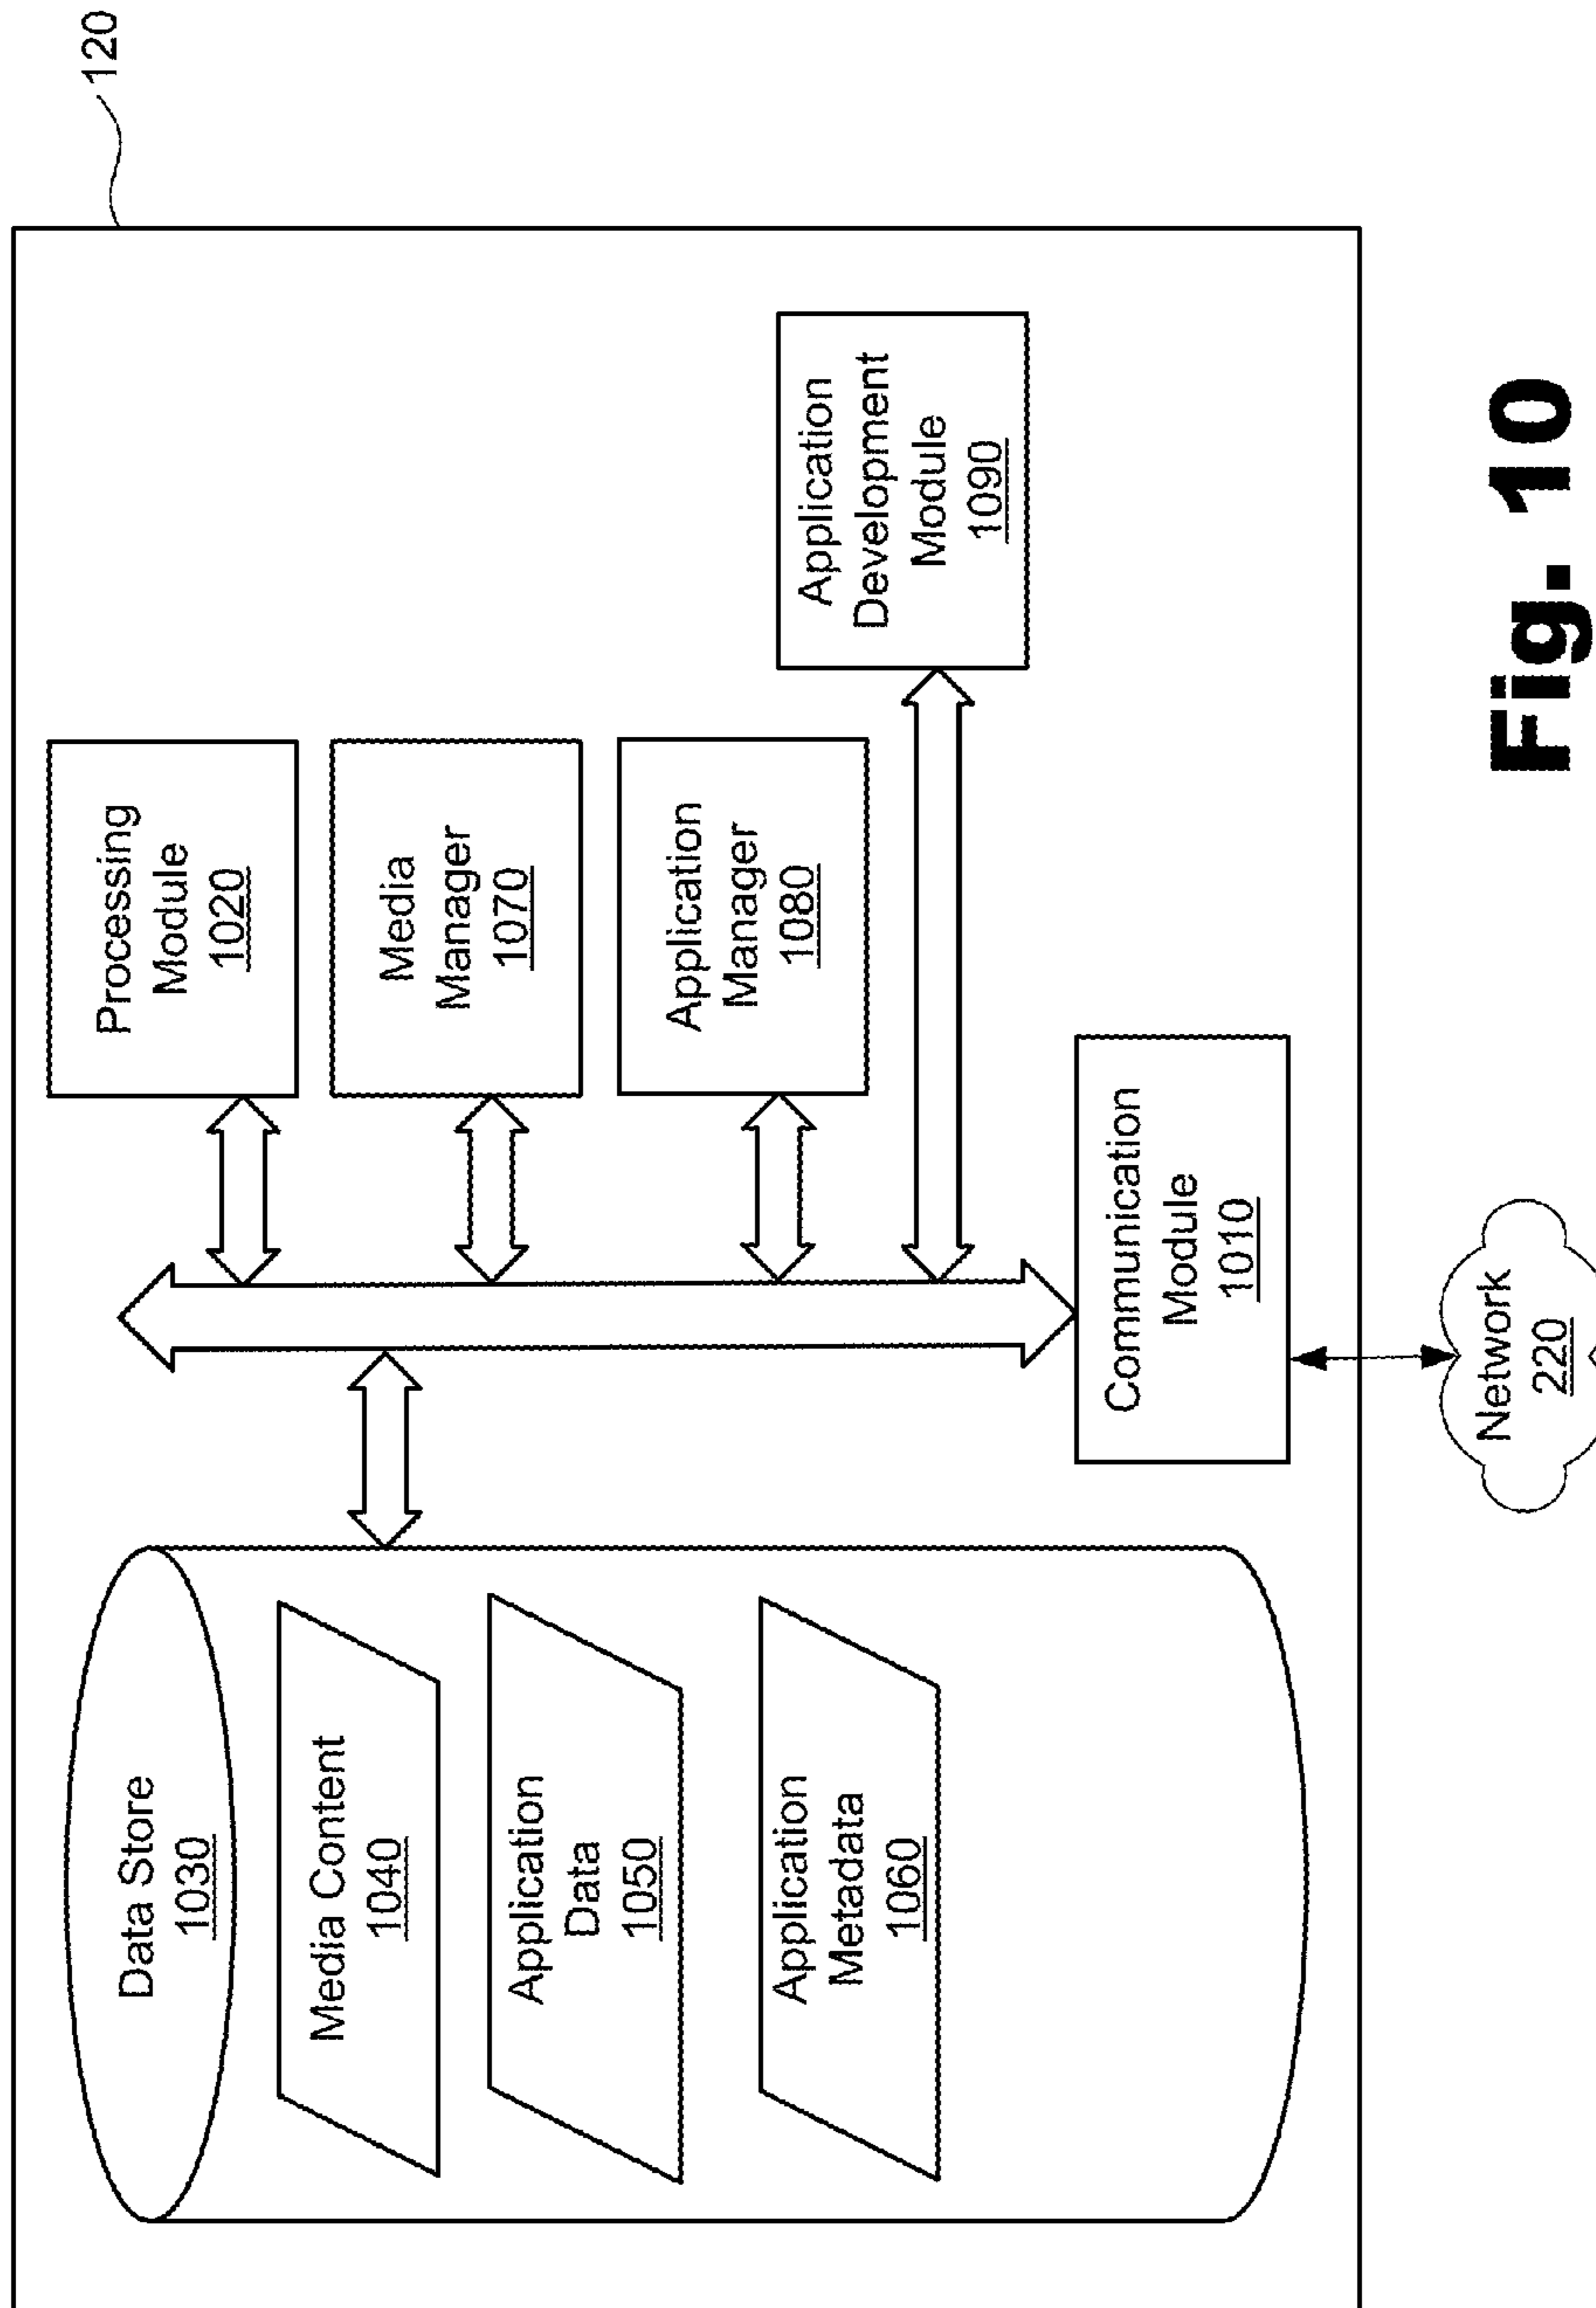 120
Data Store
1030
Media Content
1040
Application
Data
1050
Application
Metadata
1060
Processing
Module
1020
Media
Manager
1070
Application
Manager
1080
Application
Development
Module
1090
Communication
Module
1010
Network
220
Fig. 10